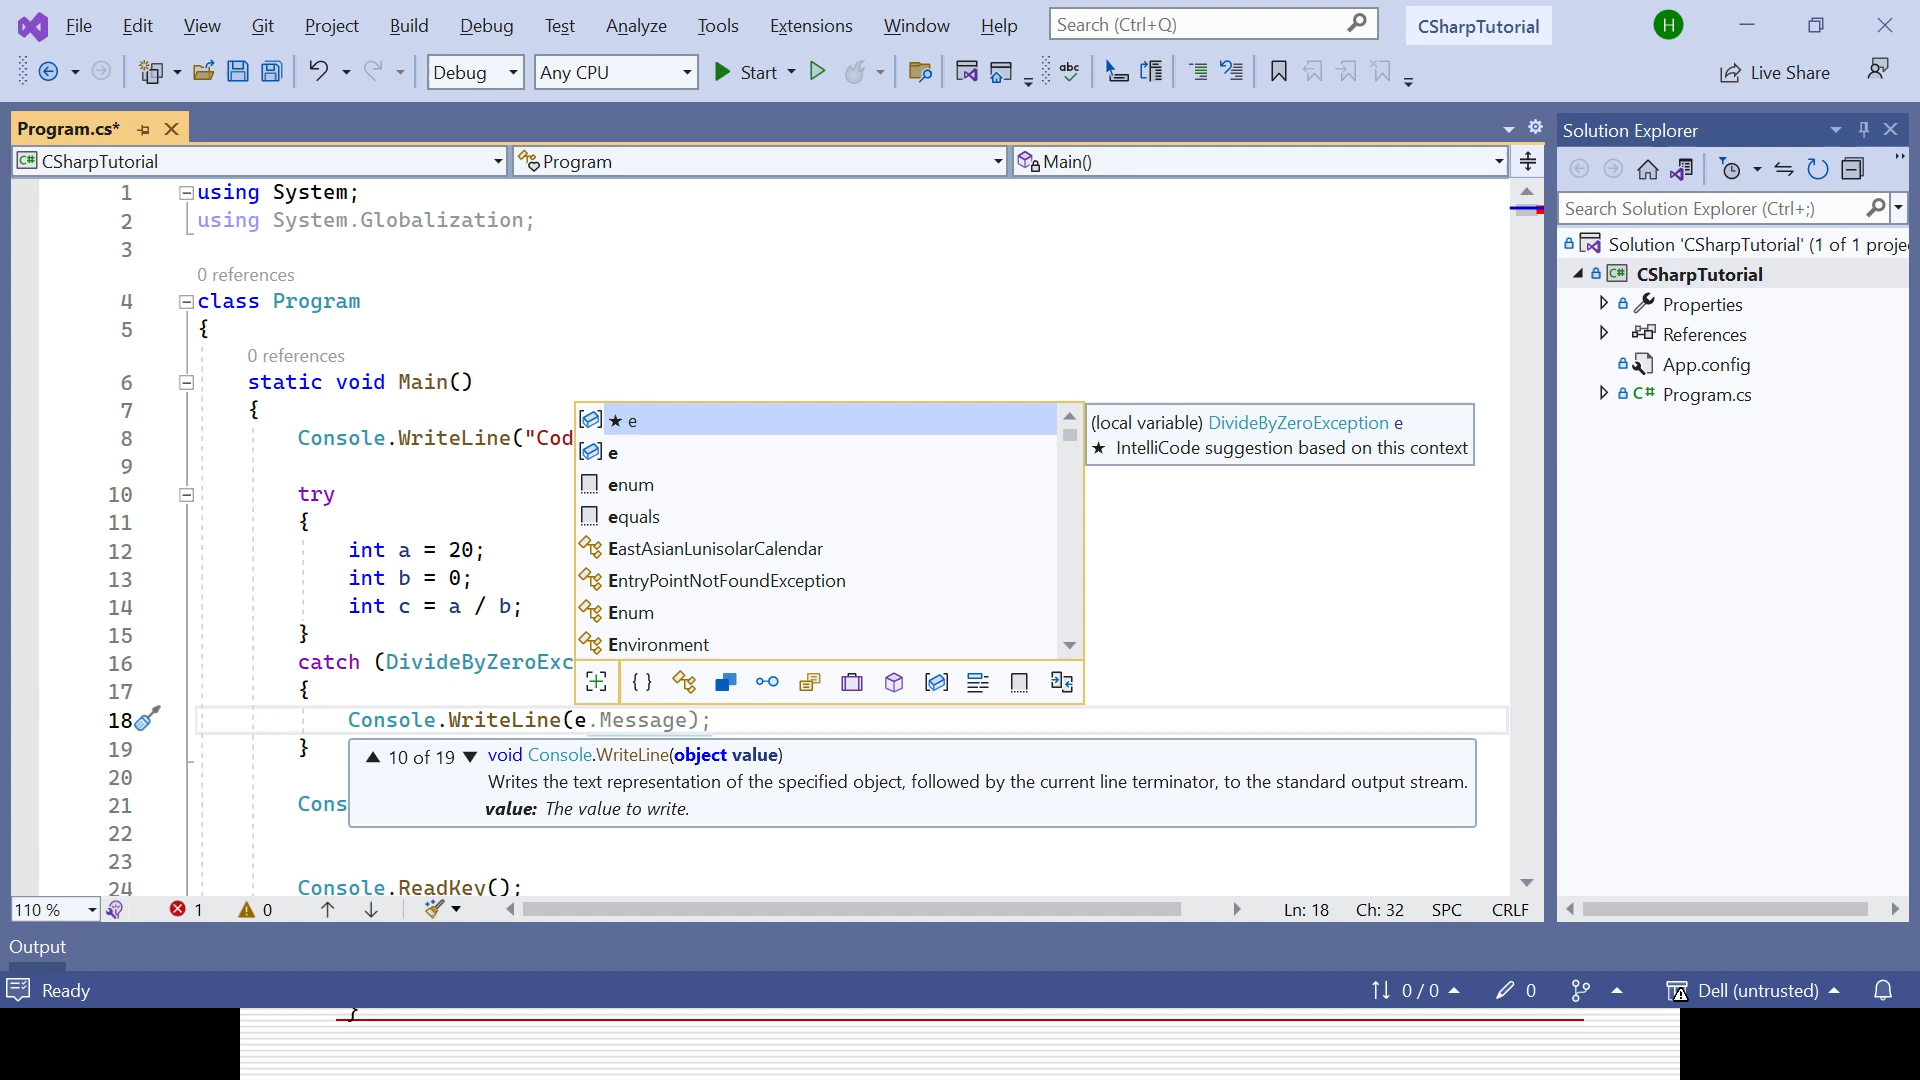 File Edit View Git Project Build Debug Test Analyze Tools Extensions Window Help Search (Ctrl+Q) CSharpTutorial H
Debug Any CPU Start abc Live Share
Program.cs*
C# CSharpTutorial Program Main()
1 using System;
2 using System.Globalization;
3
0 references
4 class Program
5 {
0 references
6 static void Main()
7 {
8 Console.WriteLine("Cod
9
10 try
11 {
12 int a = 20;
13 int b = 0;
14 int c = a / b;
15 }
16 catch (DivideByZeroExc
17 {
18 Console.WriteLine(e.Message);
19 }
20
21 Cons
22
23
24 Console.ReadKey();
★ e
e
enum
equals
EastAsianLunisolarCalendar
EntryPointNotFoundException
Enum
Environment
{ }
(local variable) DivideByZeroException e
★ IntelliCode suggestion based on this context
▲ 10 of 19 ▼ void Console.WriteLine(object value)
Writes the text representation of the specified object, followed by the current line terminator, to the standard output stream.
value: The value to write.
110 % 1 0 Ln: 18 Ch: 32 SPC CRLF
Solution Explorer
Search Solution Explorer (Ctrl+;)
Solution 'CSharpTutorial' (1 of 1 proje
C# CSharpTutorial
Properties
References
App.config
C# Program.cs
Output
Ready 0 / 0 0 Dell (untrusted)
}